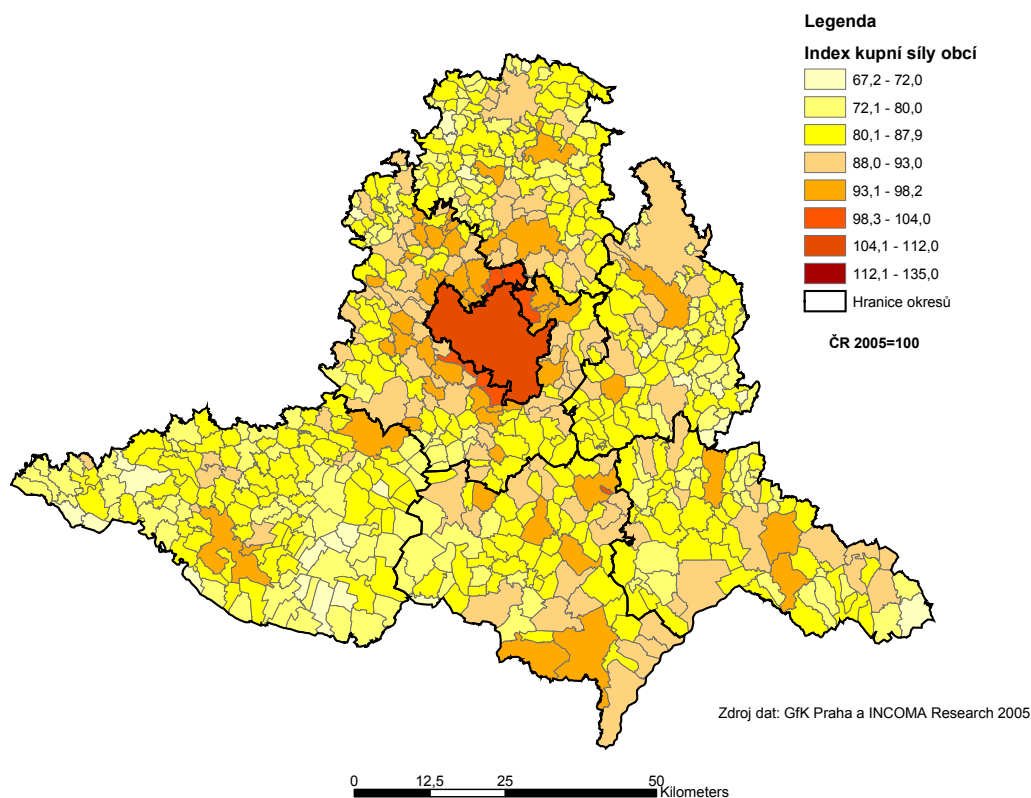 Legenda
Index kupní síly obcí
67,2 - 72,0
72,1 - 80,0
80,1 - 87,9
88,0 - 93,0
93,1 - 98,2
98,3 - 104,0
104,1 - 112,0
112,1 - 135,0
Hranice okresů
ČR 2005=100
Zdroj dat: GfK Praha a INCOMA Research 2005
0 12,5 25 50
Kilometers